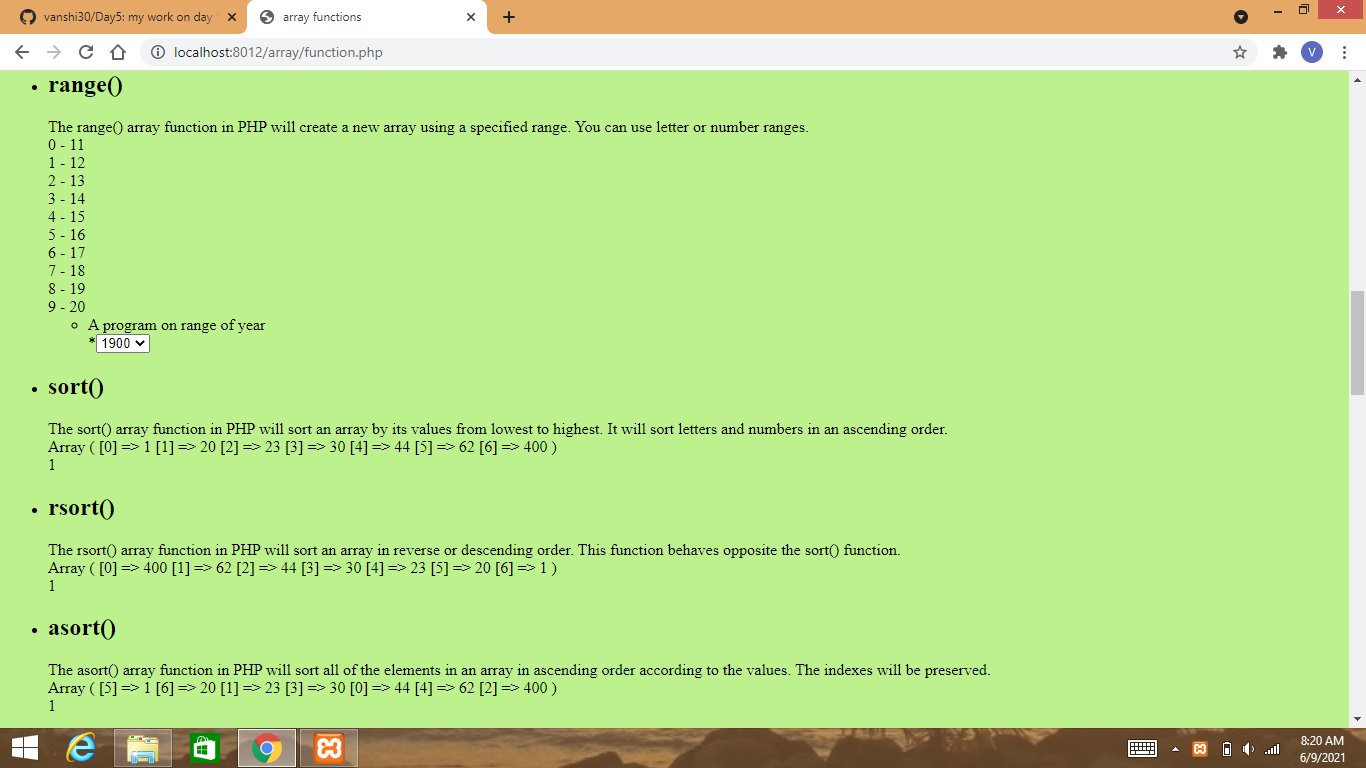 vanshi30/Day5: my work on day
array functions
localhost:8012/array/function.php
V
range()
The range() array function in PHP will create a new array using a specified range. You can use letter or number ranges.
0 - 11
1 - 12
2 - 13
3 - 14
4 - 15
5 - 16
6 - 17
7 - 18
8 - 19
9 - 20
A program on range of year
*1900
sort()
The sort() array function in PHP will sort an array by its values from lowest to highest. It will sort letters and numbers in an ascending order.
Array ( [0] => 1 [1] => 20 [2] => 23 [3] => 30 [4] => 44 [5] => 62 [6] => 400 )
1
rsort()
The rsort() array function in PHP will sort an array in reverse or descending order. This function behaves opposite the sort() function.
Array ( [0] => 400 [1] => 62 [2] => 44 [3] => 30 [4] => 23 [5] => 20 [6] => 1 )
1
asort()
The asort() array function in PHP will sort all of the elements in an array in ascending order according to the values. The indexes will be preserved.
Array ( [5] => 1 [6] => 20 [1] => 23 [3] => 30 [0] => 44 [4] => 62 [2] => 400 )
1
8:20 AM
6/9/2021